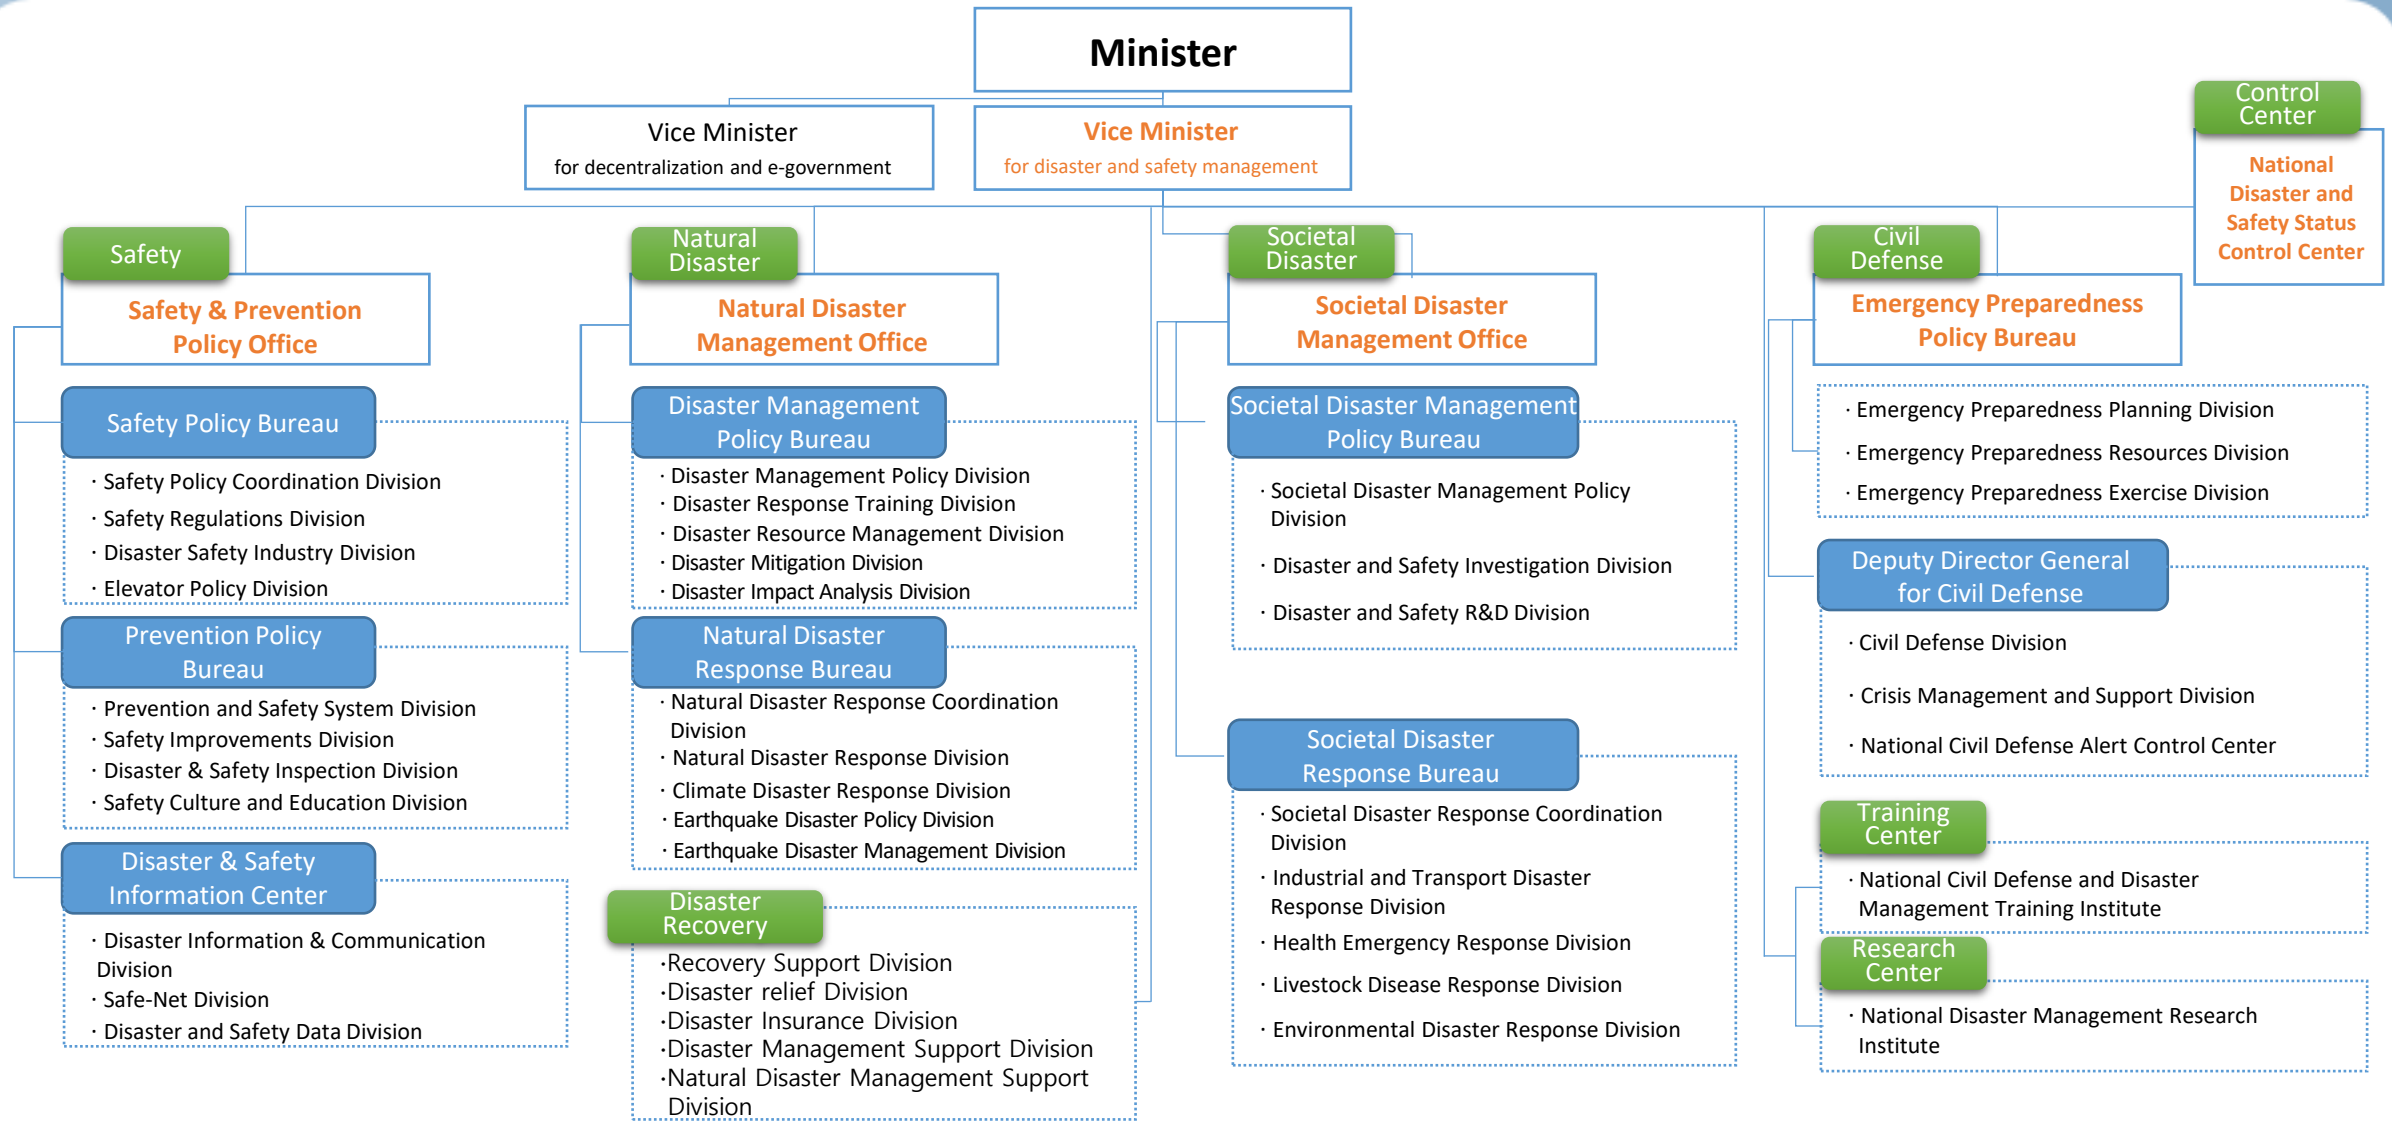 Minister
Vice Minister
for decentralization and e-government
Vice Minister
for disaster and safety management
Control
Center
National
Disaster and
Safety Status
Control Center
Safety
Safety & Prevention
Policy Office
Safety Policy Bureau
· Safety Policy Coordination Division
· Safety Regulations Division
· Disaster Safety Industry Division
· Elevator Policy Division
Prevention Policy
Bureau
· Prevention and Safety System Division
· Safety Improvements Division
· Disaster & Safety Inspection Division
· Safety Culture and Education Division
Disaster & Safety
Information Center
· Disaster Information & Communication
Division
· Safe-Net Division
· Disaster and Safety Data Division
Natural
Disaster
Natural Disaster
Management Office
Disaster Management
Policy Bureau
· Disaster Management Policy Division
· Disaster Response Training Division
· Disaster Resource Management Division
· Disaster Mitigation Division
· Disaster Impact Analysis Division
Natural Disaster
Response Bureau
· Natural Disaster Response Coordination
Division
· Natural Disaster Response Division
· Climate Disaster Response Division
· Earthquake Disaster Policy Division
· Earthquake Disaster Management Division
Disaster
Recovery
·Recovery Support Division
·Disaster relief Division
·Disaster Insurance Division
·Disaster Management Support Division
·Natural Disaster Management Support
Division
Societal
Disaster
Societal Disaster
Management Office
Societal Disaster Management
Policy Bureau
· Societal Disaster Management Policy
Division
· Disaster and Safety Investigation Division
· Disaster and Safety R&D Division
Societal Disaster
Response Bureau
· Societal Disaster Response Coordination
Division
· Industrial and Transport Disaster
Response Division
· Health Emergency Response Division
· Livestock Disease Response Division
· Environmental Disaster Response Division
Civil
Defense
Emergency Preparedness
Policy Bureau
· Emergency Preparedness Planning Division
· Emergency Preparedness Resources Division
· Emergency Preparedness Exercise Division
Deputy Director General
for Civil Defense
· Civil Defense Division
· Crisis Management and Support Division
· National Civil Defense Alert Control Center
Training
Center
· National Civil Defense and Disaster
Management Training Institute
Research
Center
· National Disaster Management Research
Institute